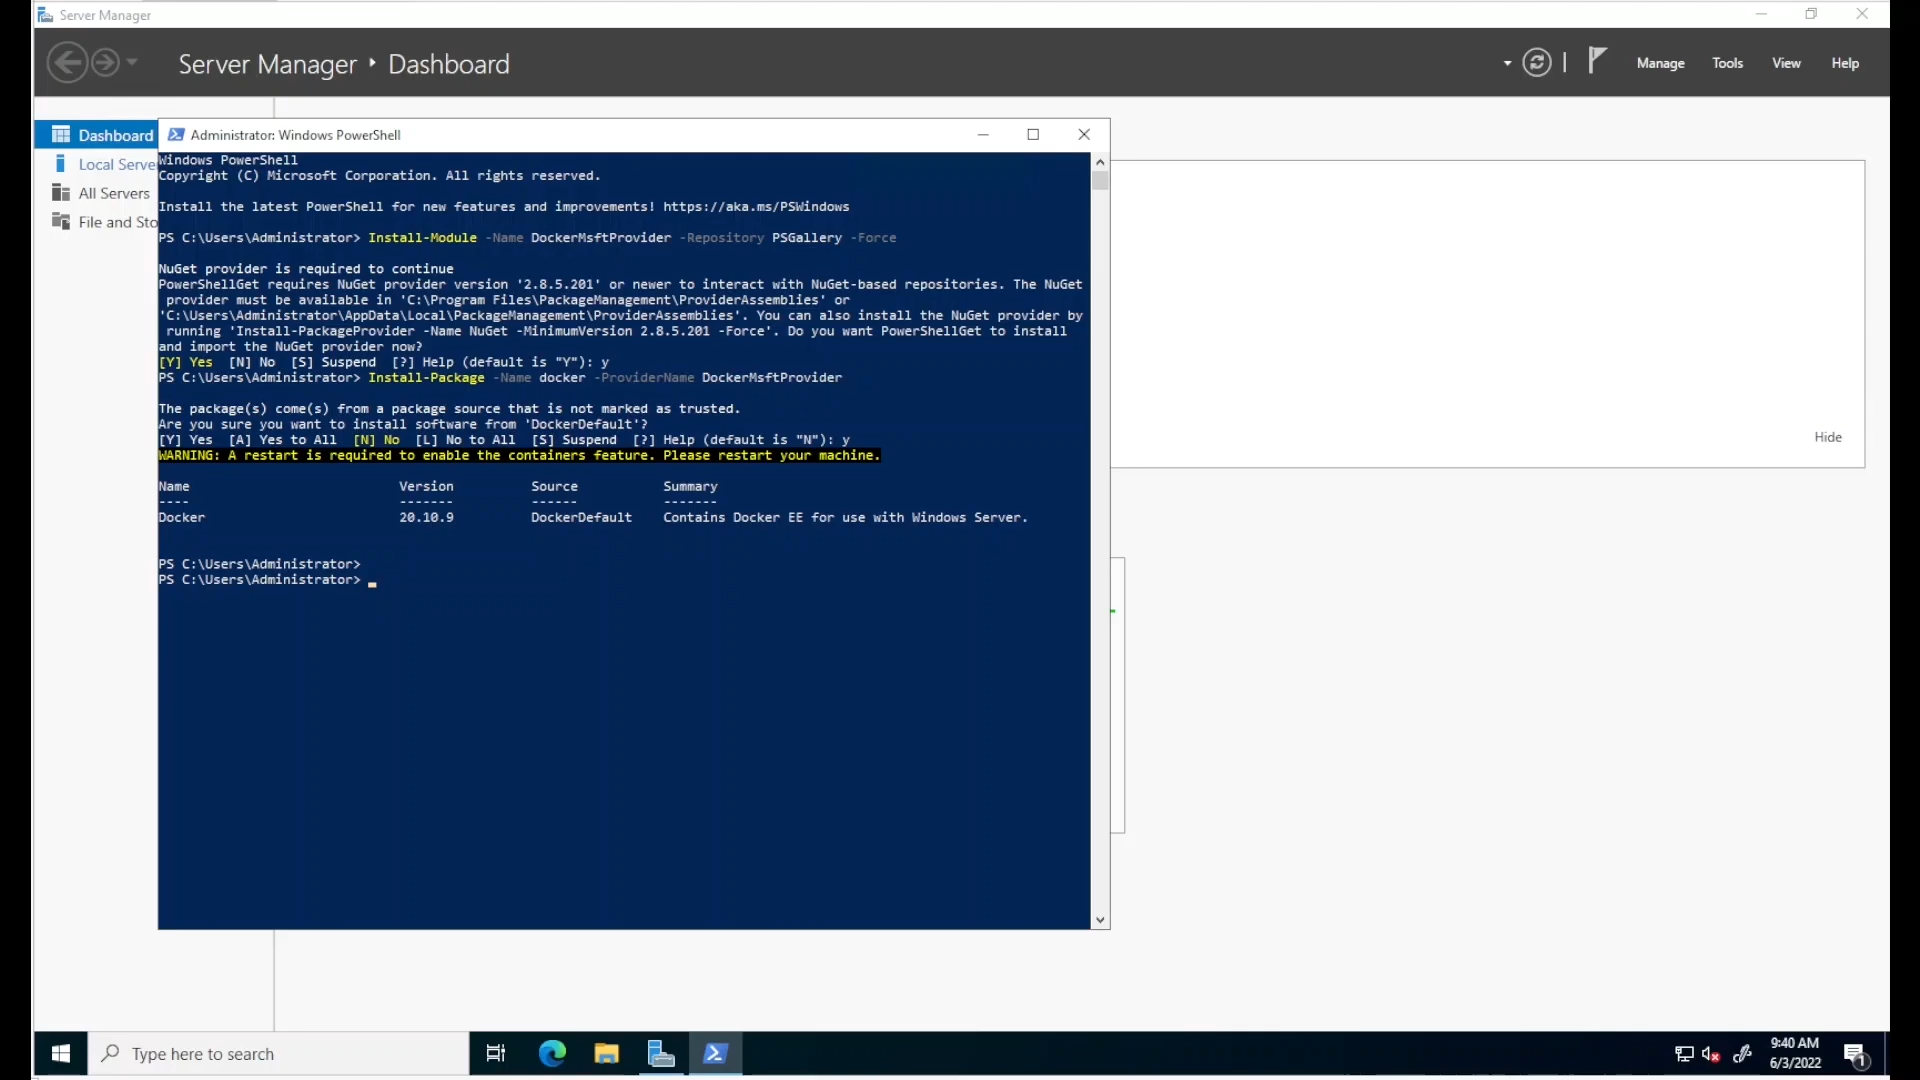 Server Manager
Server Manager ‣ Dashboard
Manage Tools View Help
Dashboard
Local Serve
All Servers
File and Sto
Administrator: Windows PowerShell
Windows PowerShell
Copyright (C) Microsoft Corporation. All rights reserved.
Install the latest PowerShell for new features and improvements! https://aka.ms/PSWindows
PS C:\Users\Administrator> Install-Module -Name DockerMsftProvider -Repository PSGallery -Force
NuGet provider is required to continue
PowerShellGet requires NuGet provider version '2.8.5.201' or newer to interact with NuGet-based repositories. The NuGet
provider must be available in 'C:\Program Files\PackageManagement\ProviderAssemblies' or
'C:\Users\Administrator\AppData\Local\PackageManagement\ProviderAssemblies'. You can also install the NuGet provider by
running 'Install-PackageProvider -Name NuGet -MinimumVersion 2.8.5.201 -Force'. Do you want PowerShellGet to install
and import the NuGet provider now?
[Y] Yes [N] No [S] Suspend [?] Help (default is "Y"): y
PS C:\Users\Administrator> Install-Package -Name docker -ProviderName DockerMsftProvider
The package(s) come(s) from a package source that is not marked as trusted.
Are you sure you want to install software from 'DockerDefault'?
[Y] Yes [A] Yes to All [N] No [L] No to All [S] Suspend [?] Help (default is "N"): y
WARNING: A restart is required to enable the containers feature. Please restart your machine.
Name Version Source Summary
---- ------- ------ -------
Docker 20.10.9 DockerDefault Contains Docker EE for use with Windows Server.
PS C:\Users\Administrator>
PS C:\Users\Administrator> _
Hide
Type here to search
9:40 AM
6/3/2022
1